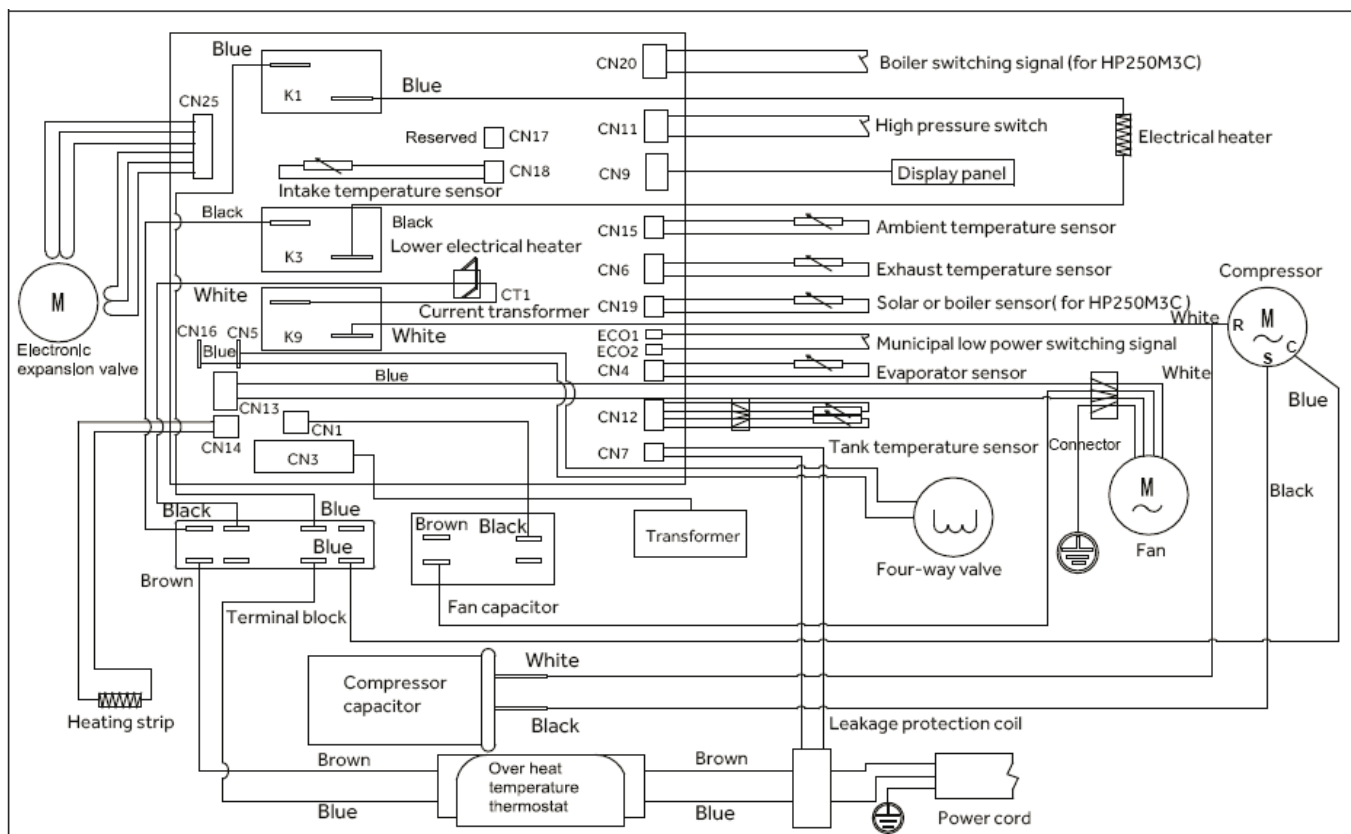 Blue
CN20
Boiler switching signal (for HP250M3C)
K1
Blue
CN25
Reserved
CN17
CN11
High pressure switch
Electrical heater
CN18
CN9
Display panel
Intake temperature sensor
Black
Black
CN15
Ambient temperature sensor
K3
Lower electrical heater
CN6
Exhaust temperature sensor
Compressor
M
White
CT1
Current transformer
CN19
Solar or boiler sensor( for HP250M3C )
White
R
M
S
C
CN16
CN5
K9
White
ECO1
Municipal low power switching signal
Electronic
expansion valve
Blue
ECO2
CN4
Evaporator sensor
White
Blue
Blue
CN13
CN12
CN14
CN1
Tank temperature sensor
Connector
CN3
CN7
M
Black
Black
Blue
Brown
Black
Transformer
Fan
Blue
Four-way valve
Brown
Terminal block
Fan capacitor
White
Compressor
capacitor
Heating strip
Black
Leakage protection coil
Brown
Over heat
temperature
thermostat
Brown
Blue
Blue
Power cord